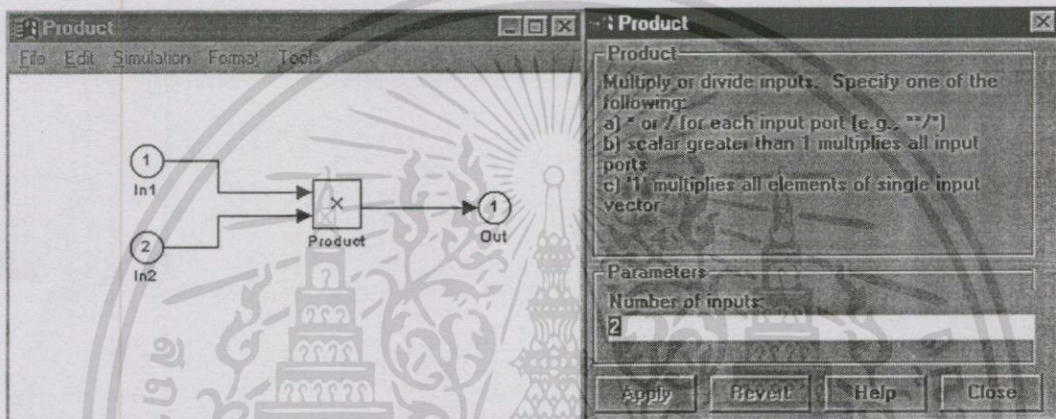 Product
File Edit Simulation Format Tools
1
In1
2
In2
×
Product
1
Out
Product
Product
Multiply or divide inputs. Specify one of the
following:
a) * or / for each input port (e.g., **/*)
b) scalar greater than 1 multiplies all input
ports
c) '1' multiplies all elements of single input
vector
Parameters
Number of inputs:
2
Apply Revert Help Close